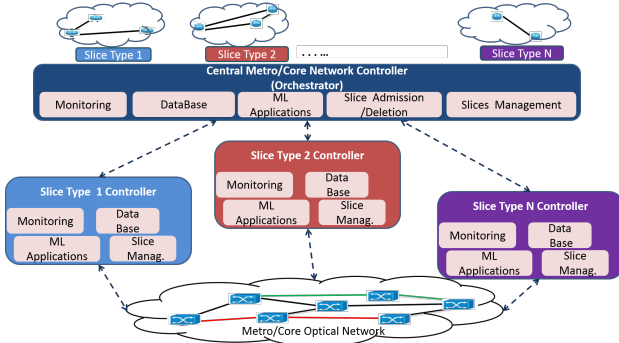 Slice Type 1
Slice Type 2
. . ...
Slice Type N
Central Metro/Core Network Controller
(Orchestrator)
Monitoring
DataBase
ML
Applications
Slice Admission
/Deletion
Slices Management
Slice Type 1 Controller
Monitoring
Data
Base
ML
Applications
Slice
Manag.
Slice Type 2 Controller
Monitoring
Data
Base
ML
Applications
Slice
Manag.
Slice Type N Controller
Monitoring
Data
Base
ML
Applications
Slice
Manag.
Metro/Core Optical Network